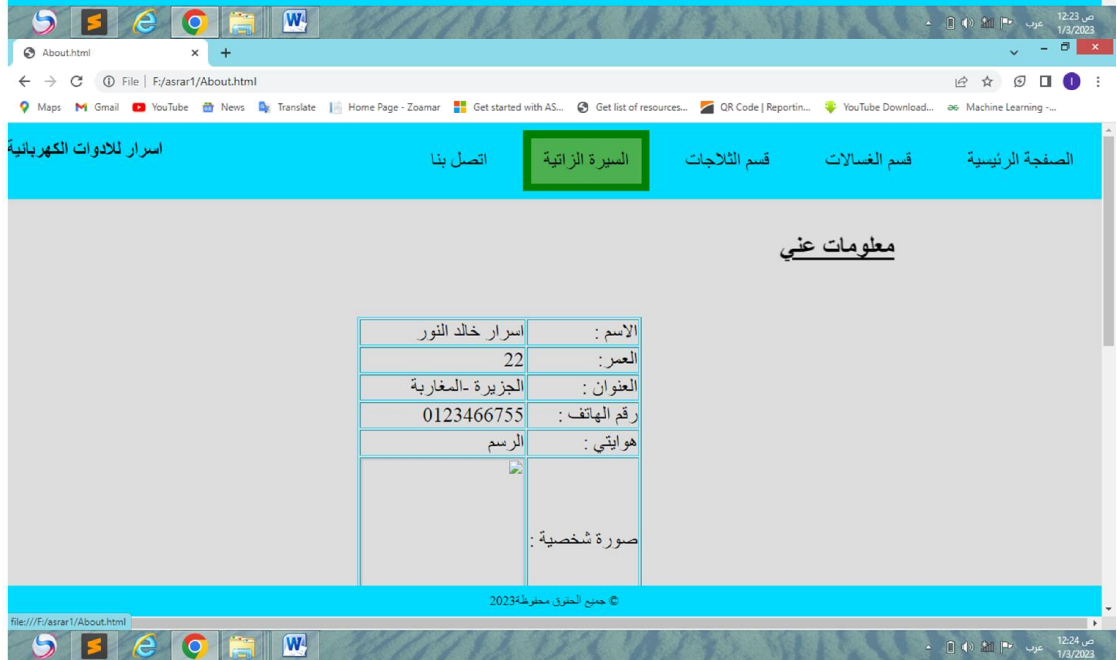 12:23 ص
عرب
1/3/2023
About.html
File | F:/asrar1/About.html
Maps Gmail YouTube News Translate Home Page - Zoamar Get started with AS... Get list of resources... QR Code | Reportin... YouTube Download... Machine Learning -...
الصفجة الرئيسية قسم الغسالات قسم الثلاجات السيرة الزاتية اتصل بنا اسرار للادوات الكهربائية
معلومات عني
الاسم : اسرار خالد النور
العمر : 22
العنوان : الجزيرة -المغاربة
رقم الهاتف : 0123466755
هوايتي : الرسم
صورة شخصية :
© جميع الحقوق محفوظة2023
file:///F:/asrar1/About.html
12:24 ص
عرب
1/3/2023